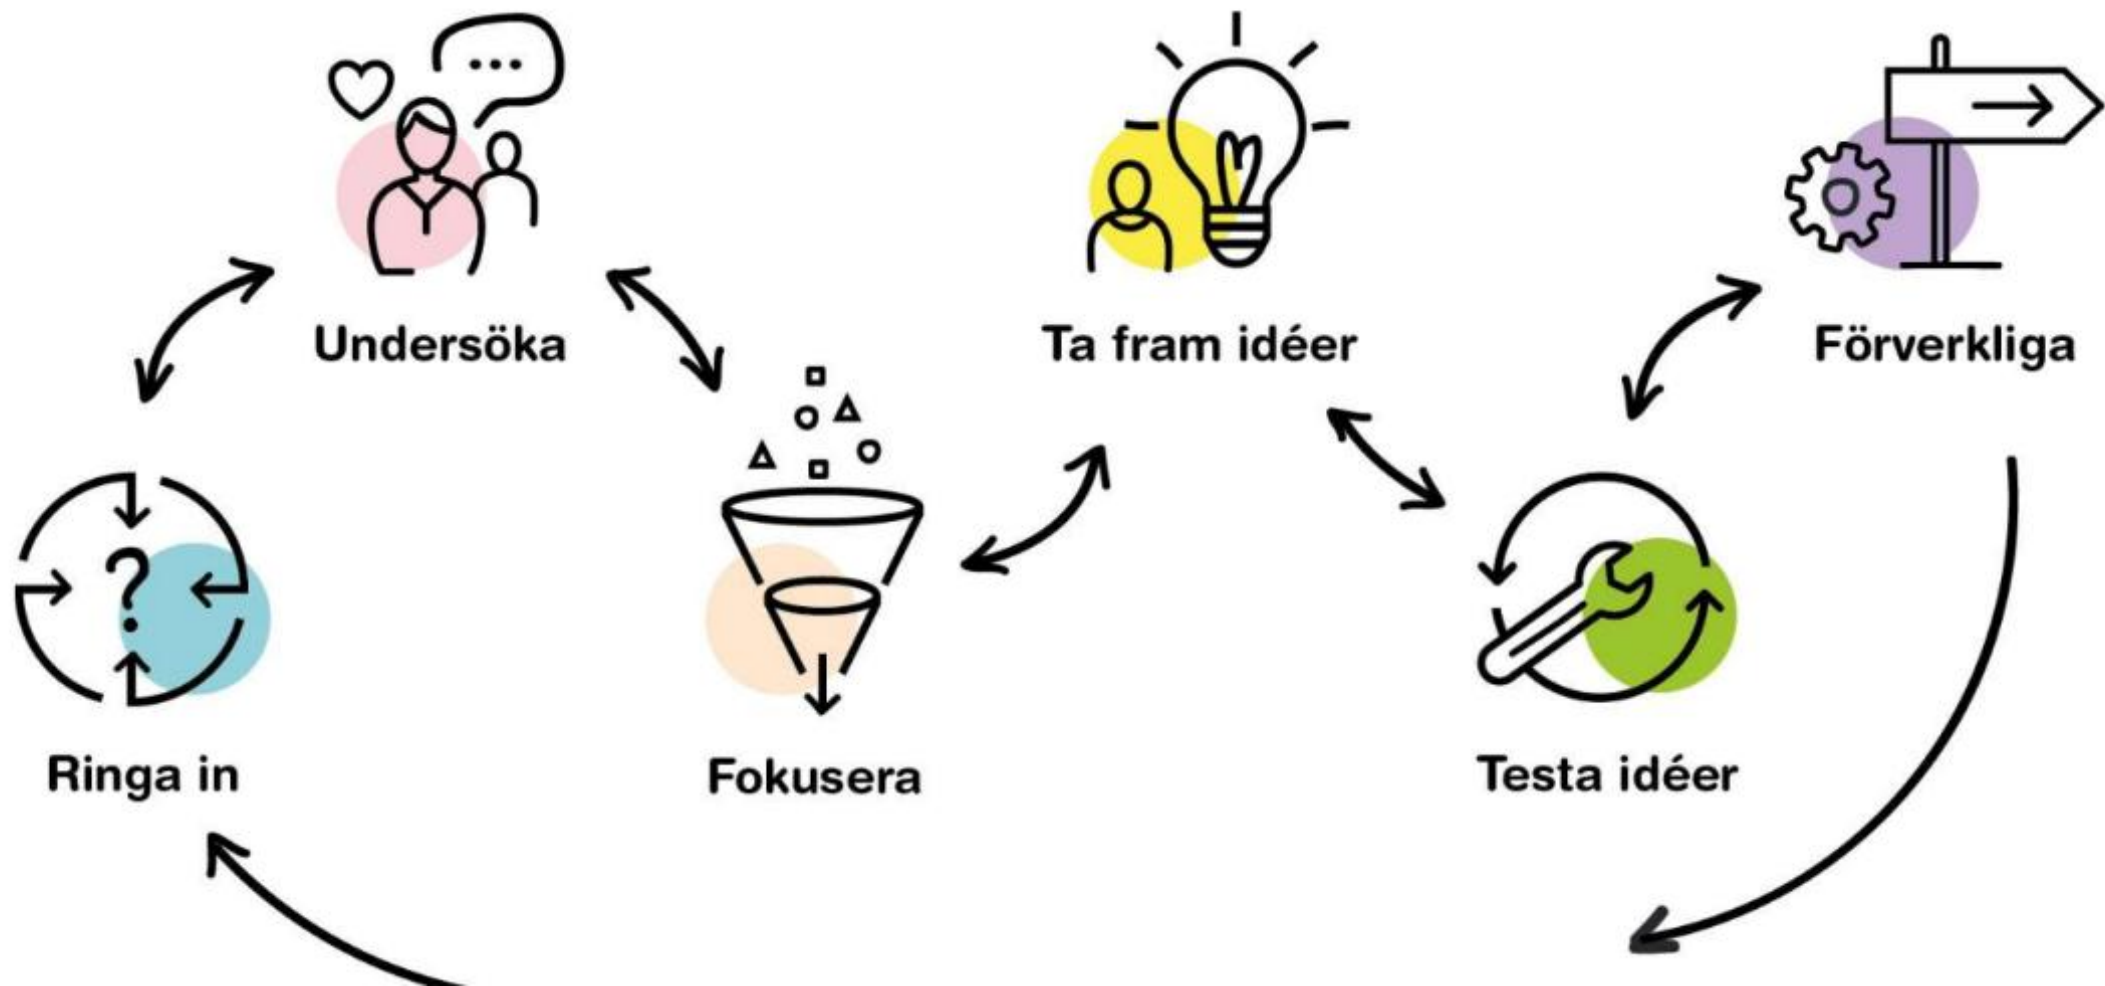 Undersöka
Ta fram idéer
Förverkliga
Ringa in
?
Fokusera
Testa idéer